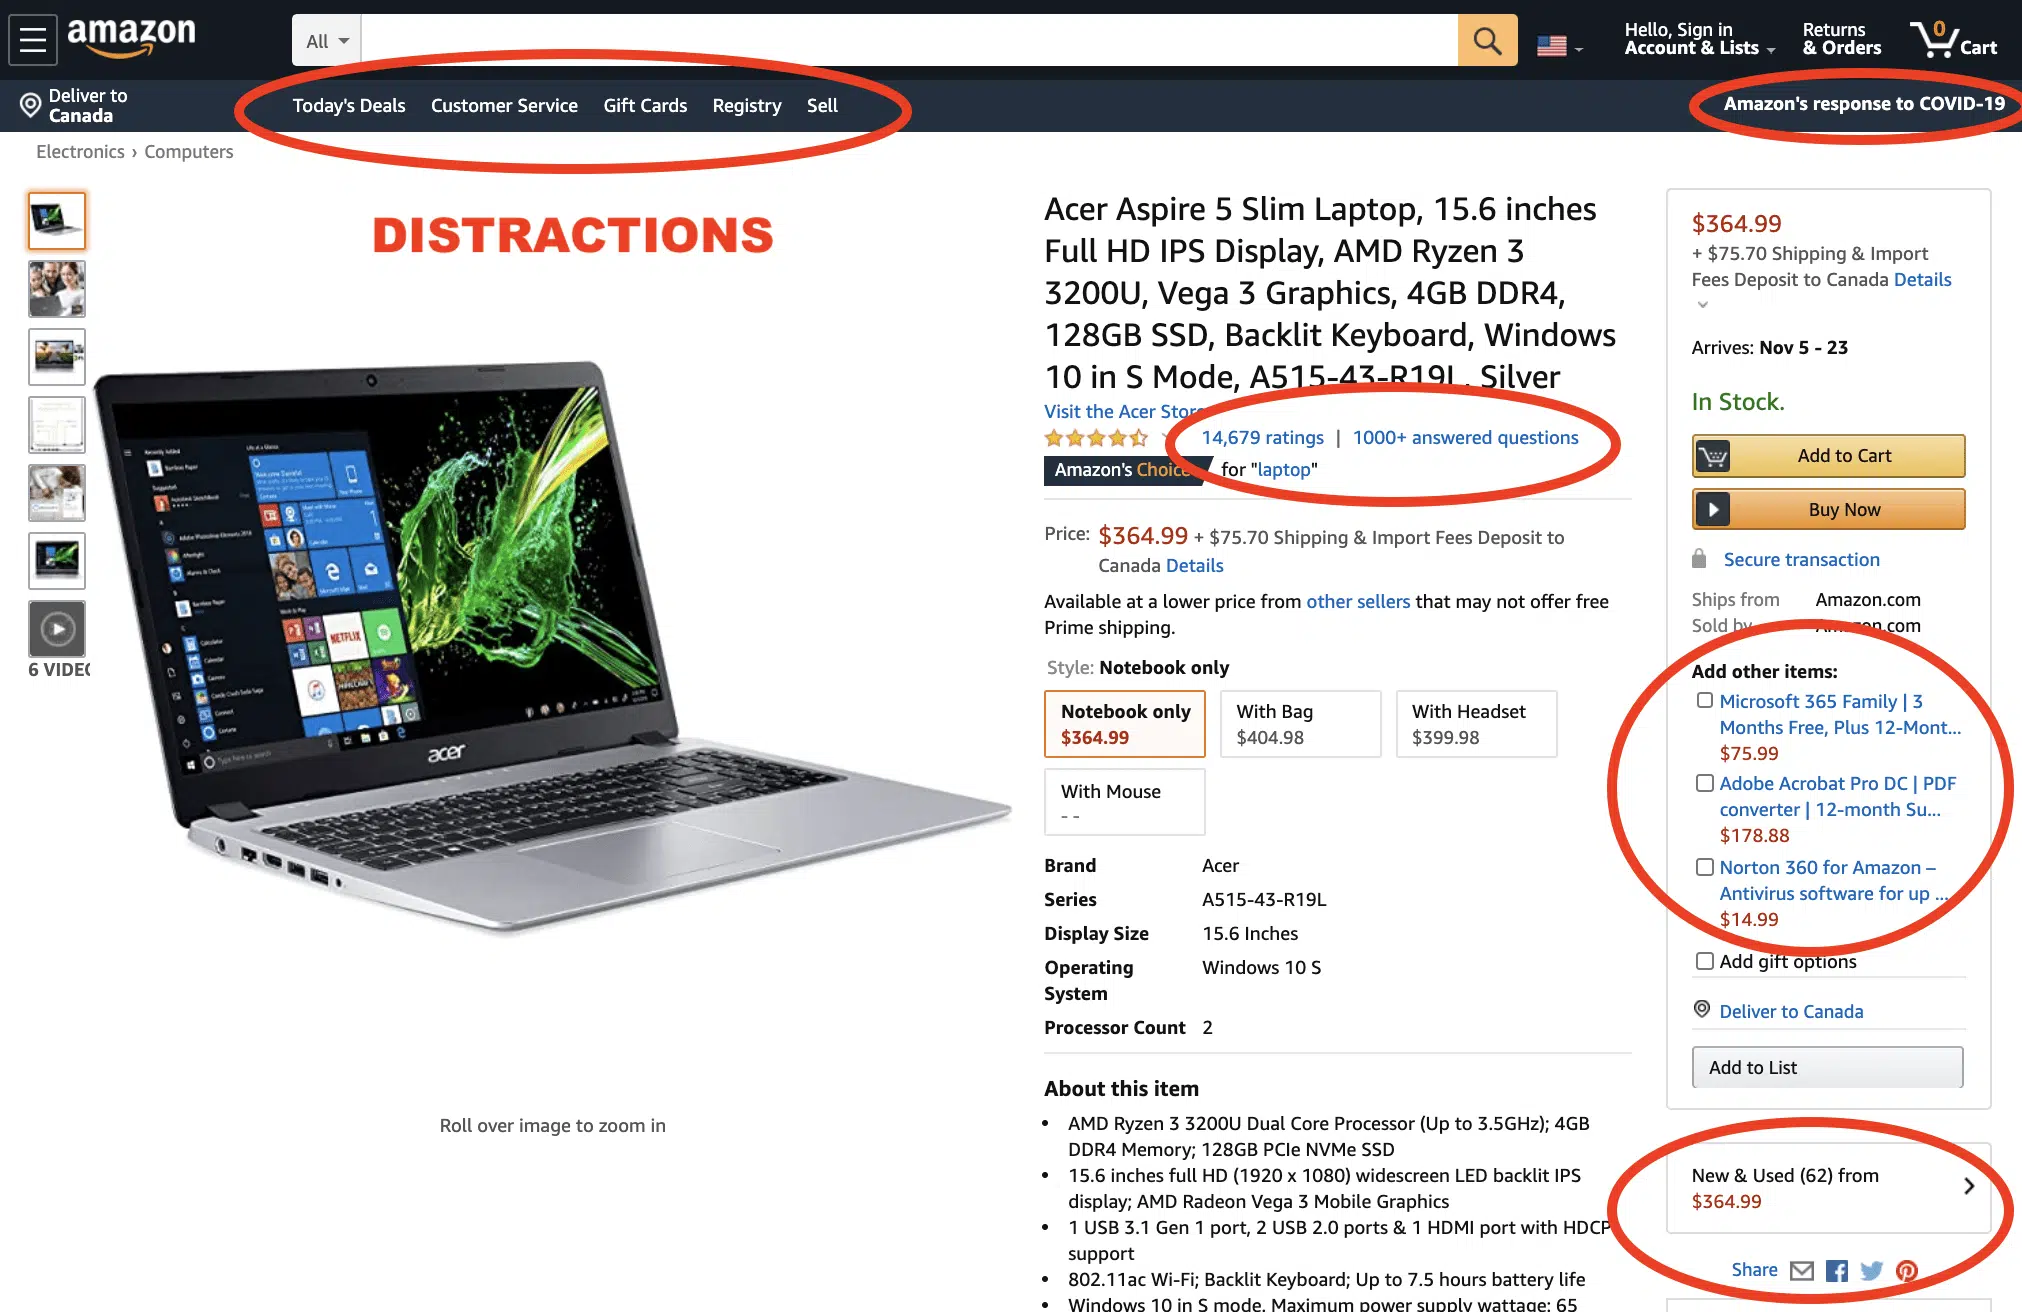 amazon
All
Hello, Sign in
Account & Lists
Returns
& Orders
0
Cart
Deliver to
Canada
Today's Deals
Customer Service
Gift Cards
Registry
Sell
Amazon's response to COVID-19
Electronics › Computers
DISTRACTIONS
6 VIDEO
acer
NETFLIX
Roll over image to zoom in
Acer Aspire 5 Slim Laptop, 15.6 inches
Full HD IPS Display, AMD Ryzen 3
3200U, Vega 3 Graphics, 4GB DDR4,
128GB SSD, Backlit Keyboard, Windows
10 in S Mode, A515-43-R19L, Silver
Visit the Acer Store
14,679 ratings | 1000+ answered questions
Amazon's Choice for "laptop"
Price: $364.99 + $75.70 Shipping & Import Fees Deposit to
Canada Details
Available at a lower price from other sellers that may not offer free
Prime shipping.
Style: Notebook only
Notebook only
$364.99
With Bag
$404.98
With Headset
$399.98
With Mouse
- -
Brand Acer
Series A515-43-R19L
Display Size 15.6 Inches
Operating Windows 10 S
System
Processor Count 2
About this item
• AMD Ryzen 3 3200U Dual Core Processor (Up to 3.5GHz); 4GB
DDR4 Memory; 128GB PCIe NVMe SSD
• 15.6 inches full HD (1920 x 1080) widescreen LED backlit IPS
display; AMD Radeon Vega 3 Mobile Graphics
• 1 USB 3.1 Gen 1 port, 2 USB 2.0 ports & 1 HDMI port with HDCP
support
• 802.11ac Wi-Fi; Backlit Keyboard; Up to 7.5 hours battery life
• Windows 10 in S mode. Maximum power supply wattage: 65
$364.99
+ $75.70 Shipping & Import
Fees Deposit to Canada Details
Arrives: Nov 5 - 23
In Stock.
Add to Cart
Buy Now
Secure transaction
Ships from Amazon.com
Sold by Amazon.com
Add other items:
Microsoft 365 Family | 3
Months Free, Plus 12-Mont...
$75.99
Adobe Acrobat Pro DC | PDF
converter | 12-month Su...
$178.88
Norton 360 for Amazon –
Antivirus software for up ...
$14.99
Add gift options
Deliver to Canada
Add to List
New & Used (62) from
$364.99
Share